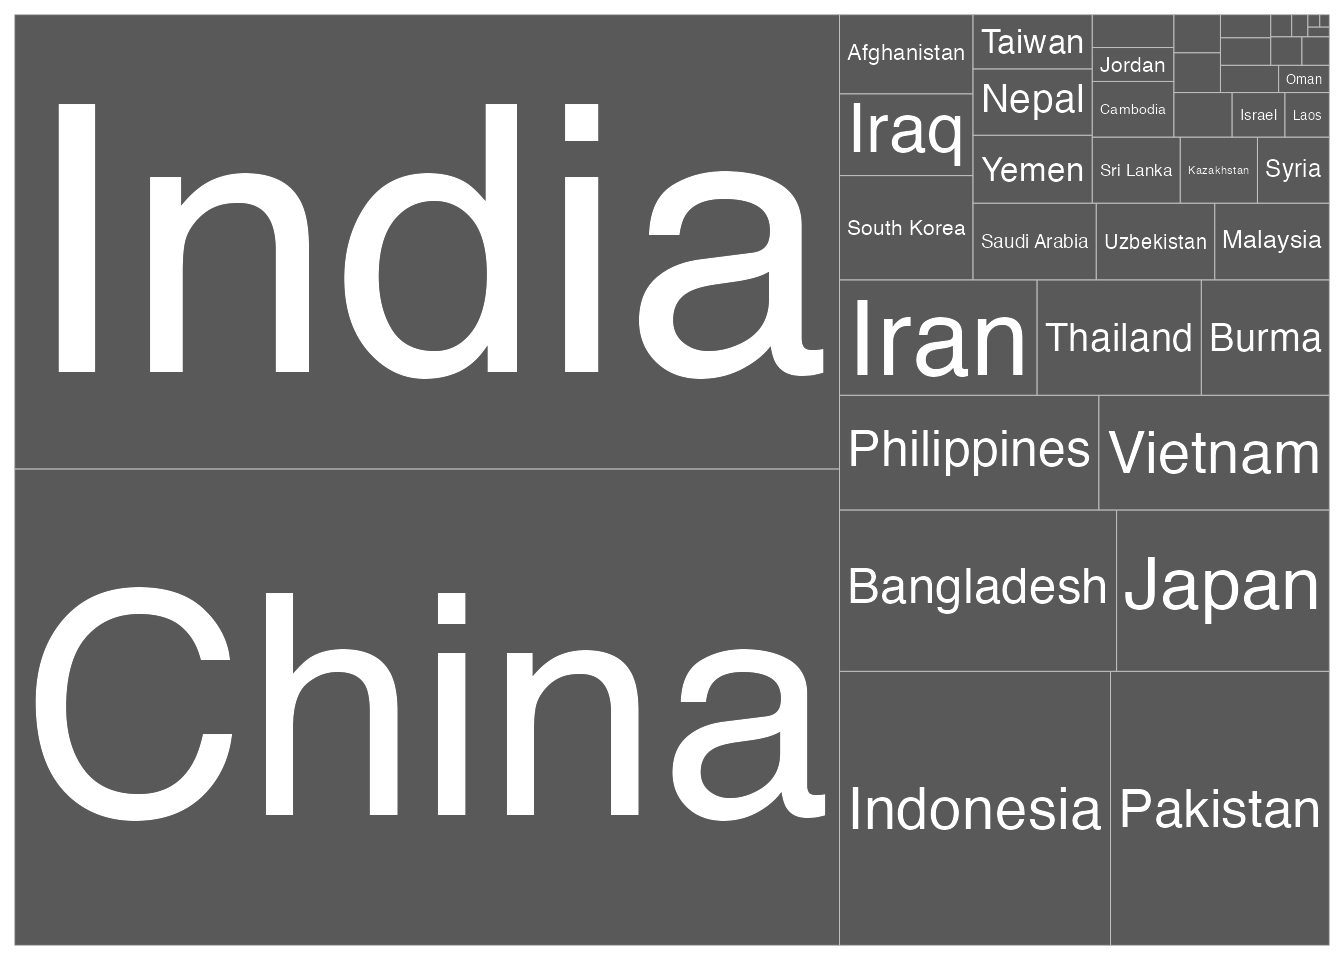 India
China
Afghanistan
Iraq
South Korea
Taiwan
Nepal
Yemen
Jordan
Cambodia
Oman
Israel
Laos
Sri Lanka
Kazakhstan
Syria
Saudi Arabia
Uzbekistan
Malaysia
Iran
Thailand
Burma
Philippines
Vietnam
Bangladesh
Japan
Indonesia
Pakistan